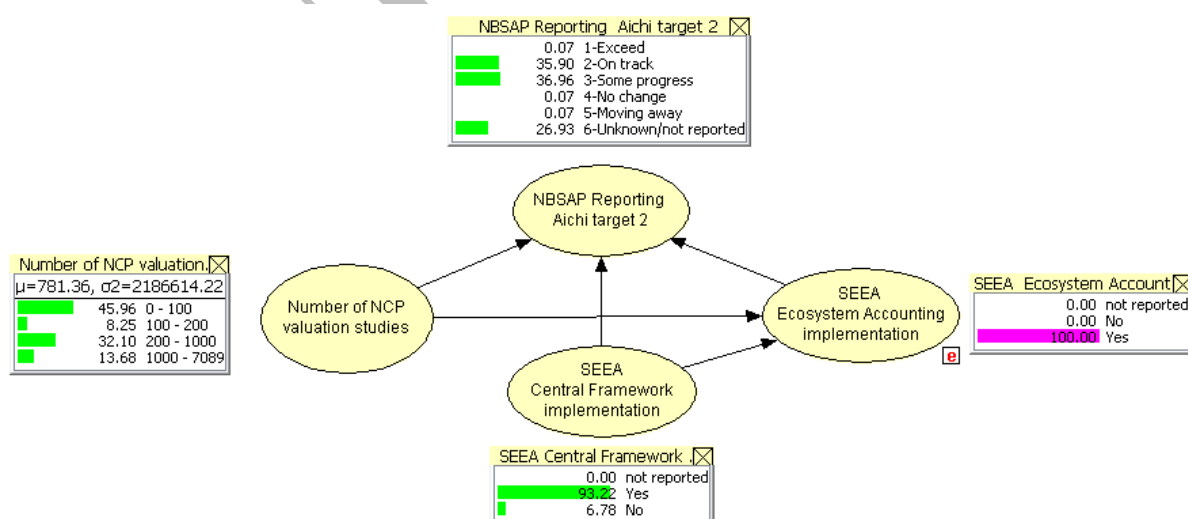 NBSAP Reporting Aichi target 2
0.07 1-Exceed
35.90 2-On track
36.96 3-Some progress
0.07 4-No change
0.07 5-Moving away
26.93 6-Unknown/not reported
NBSAP Reporting
Aichi target 2
Number of NCP valuation.
μ=781.36, σ2=2186614.22
45.96 0 - 100
8.25 100 - 200
32.10 200 - 1000
13.68 1000 - 7089
Number of NCP
valuation studies
SEEA
Ecosystem Accounting
implementation
e
SEEA Ecosystem Account
0.00 not reported
0.00 No
100.00 Yes
SEEA
Central Framework
implementation
SEEA Central Framework .
0.00 not reported
93.22 Yes
6.78 No